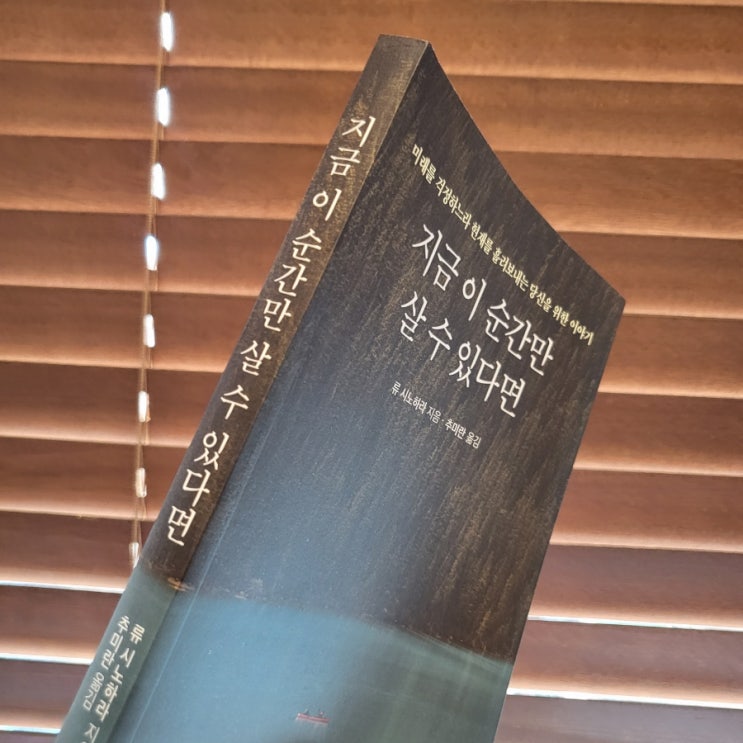 미래를 걱정하느라 현재를 흘려보내는 당신을 위한 이야기
지금 이 순간만
살 수 있다면
류 시노하라 지음 · 추미란 옮김
지금 이 순간만 살 수 있다면
류 시노하라
추미란 옮김